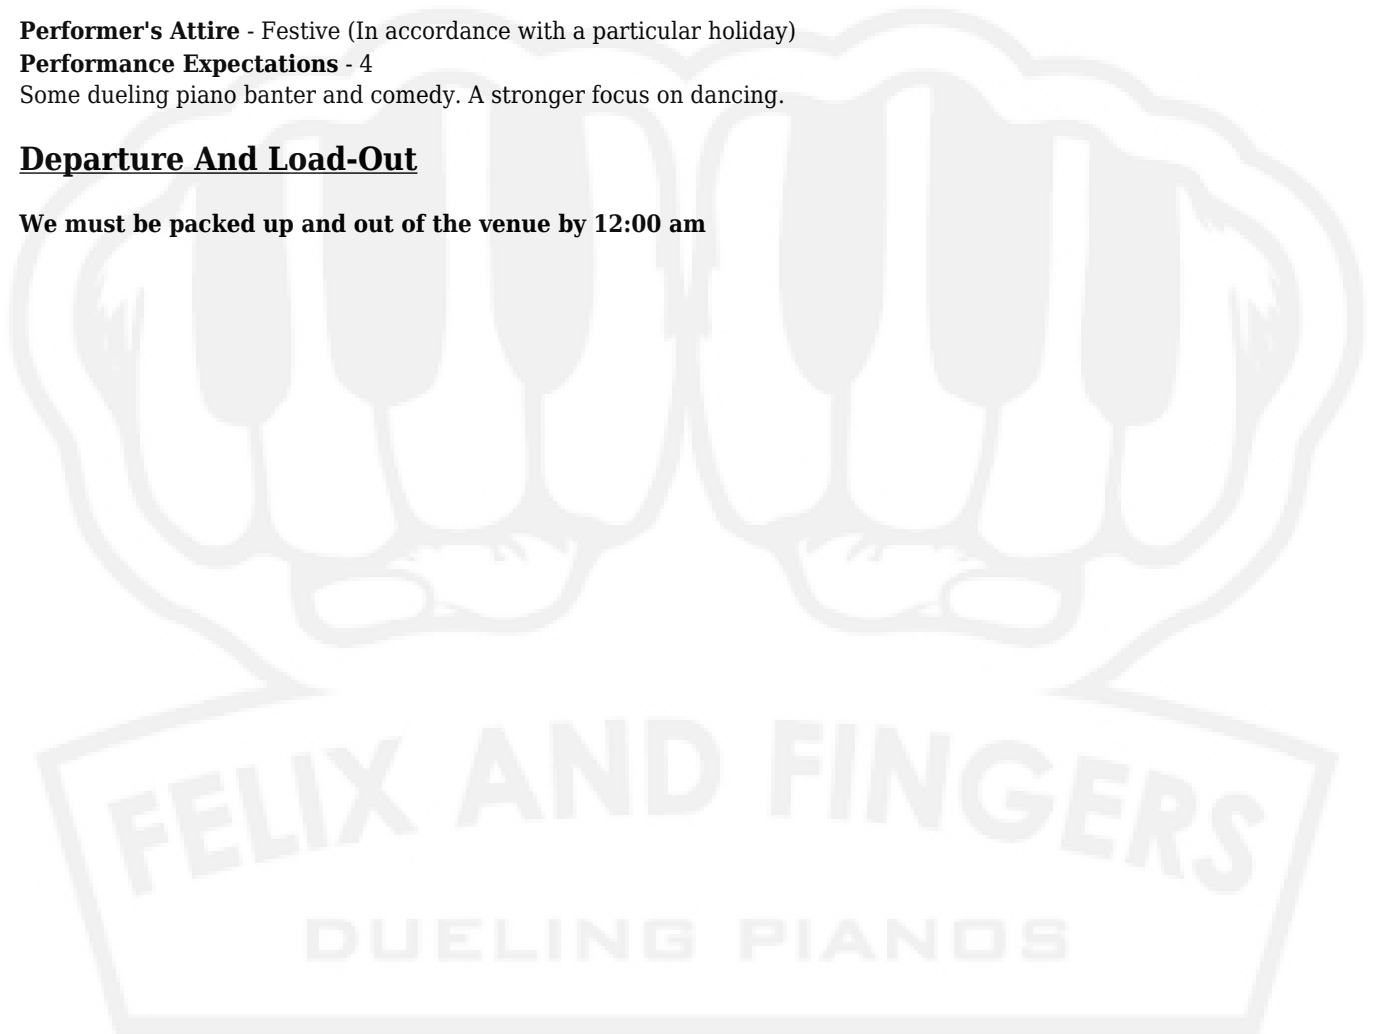 Performer's Attire - Festive (In accordance with a particular holiday)
Performance Expectations - 4
Some dueling piano banter and comedy. A stronger focus on dancing.
Departure And Load-Out
We must be packed up and out of the venue by 12:00 am
FELIX AND FINGERS
DUELING PIANOS